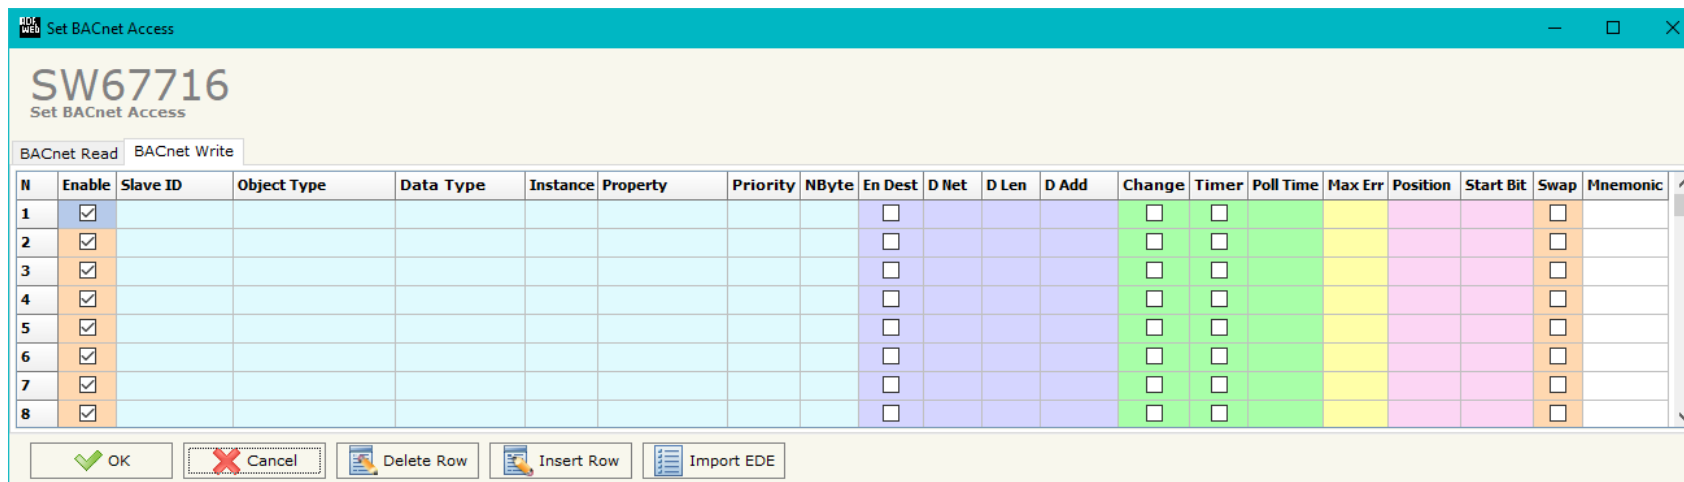 ADF WEB Set BACnet Access
SW67716
Set BACnet Access
BACnet Read BACnet Write
N Enable Slave ID Object Type Data Type Instance Property Priority NByte En Dest D Net D Len D Add Change Timer Poll Time Max Err Position Start Bit Swap Mnemonic
1
2
3
4
5
6
7
8
OK Cancel Delete Row Insert Row Import EDE